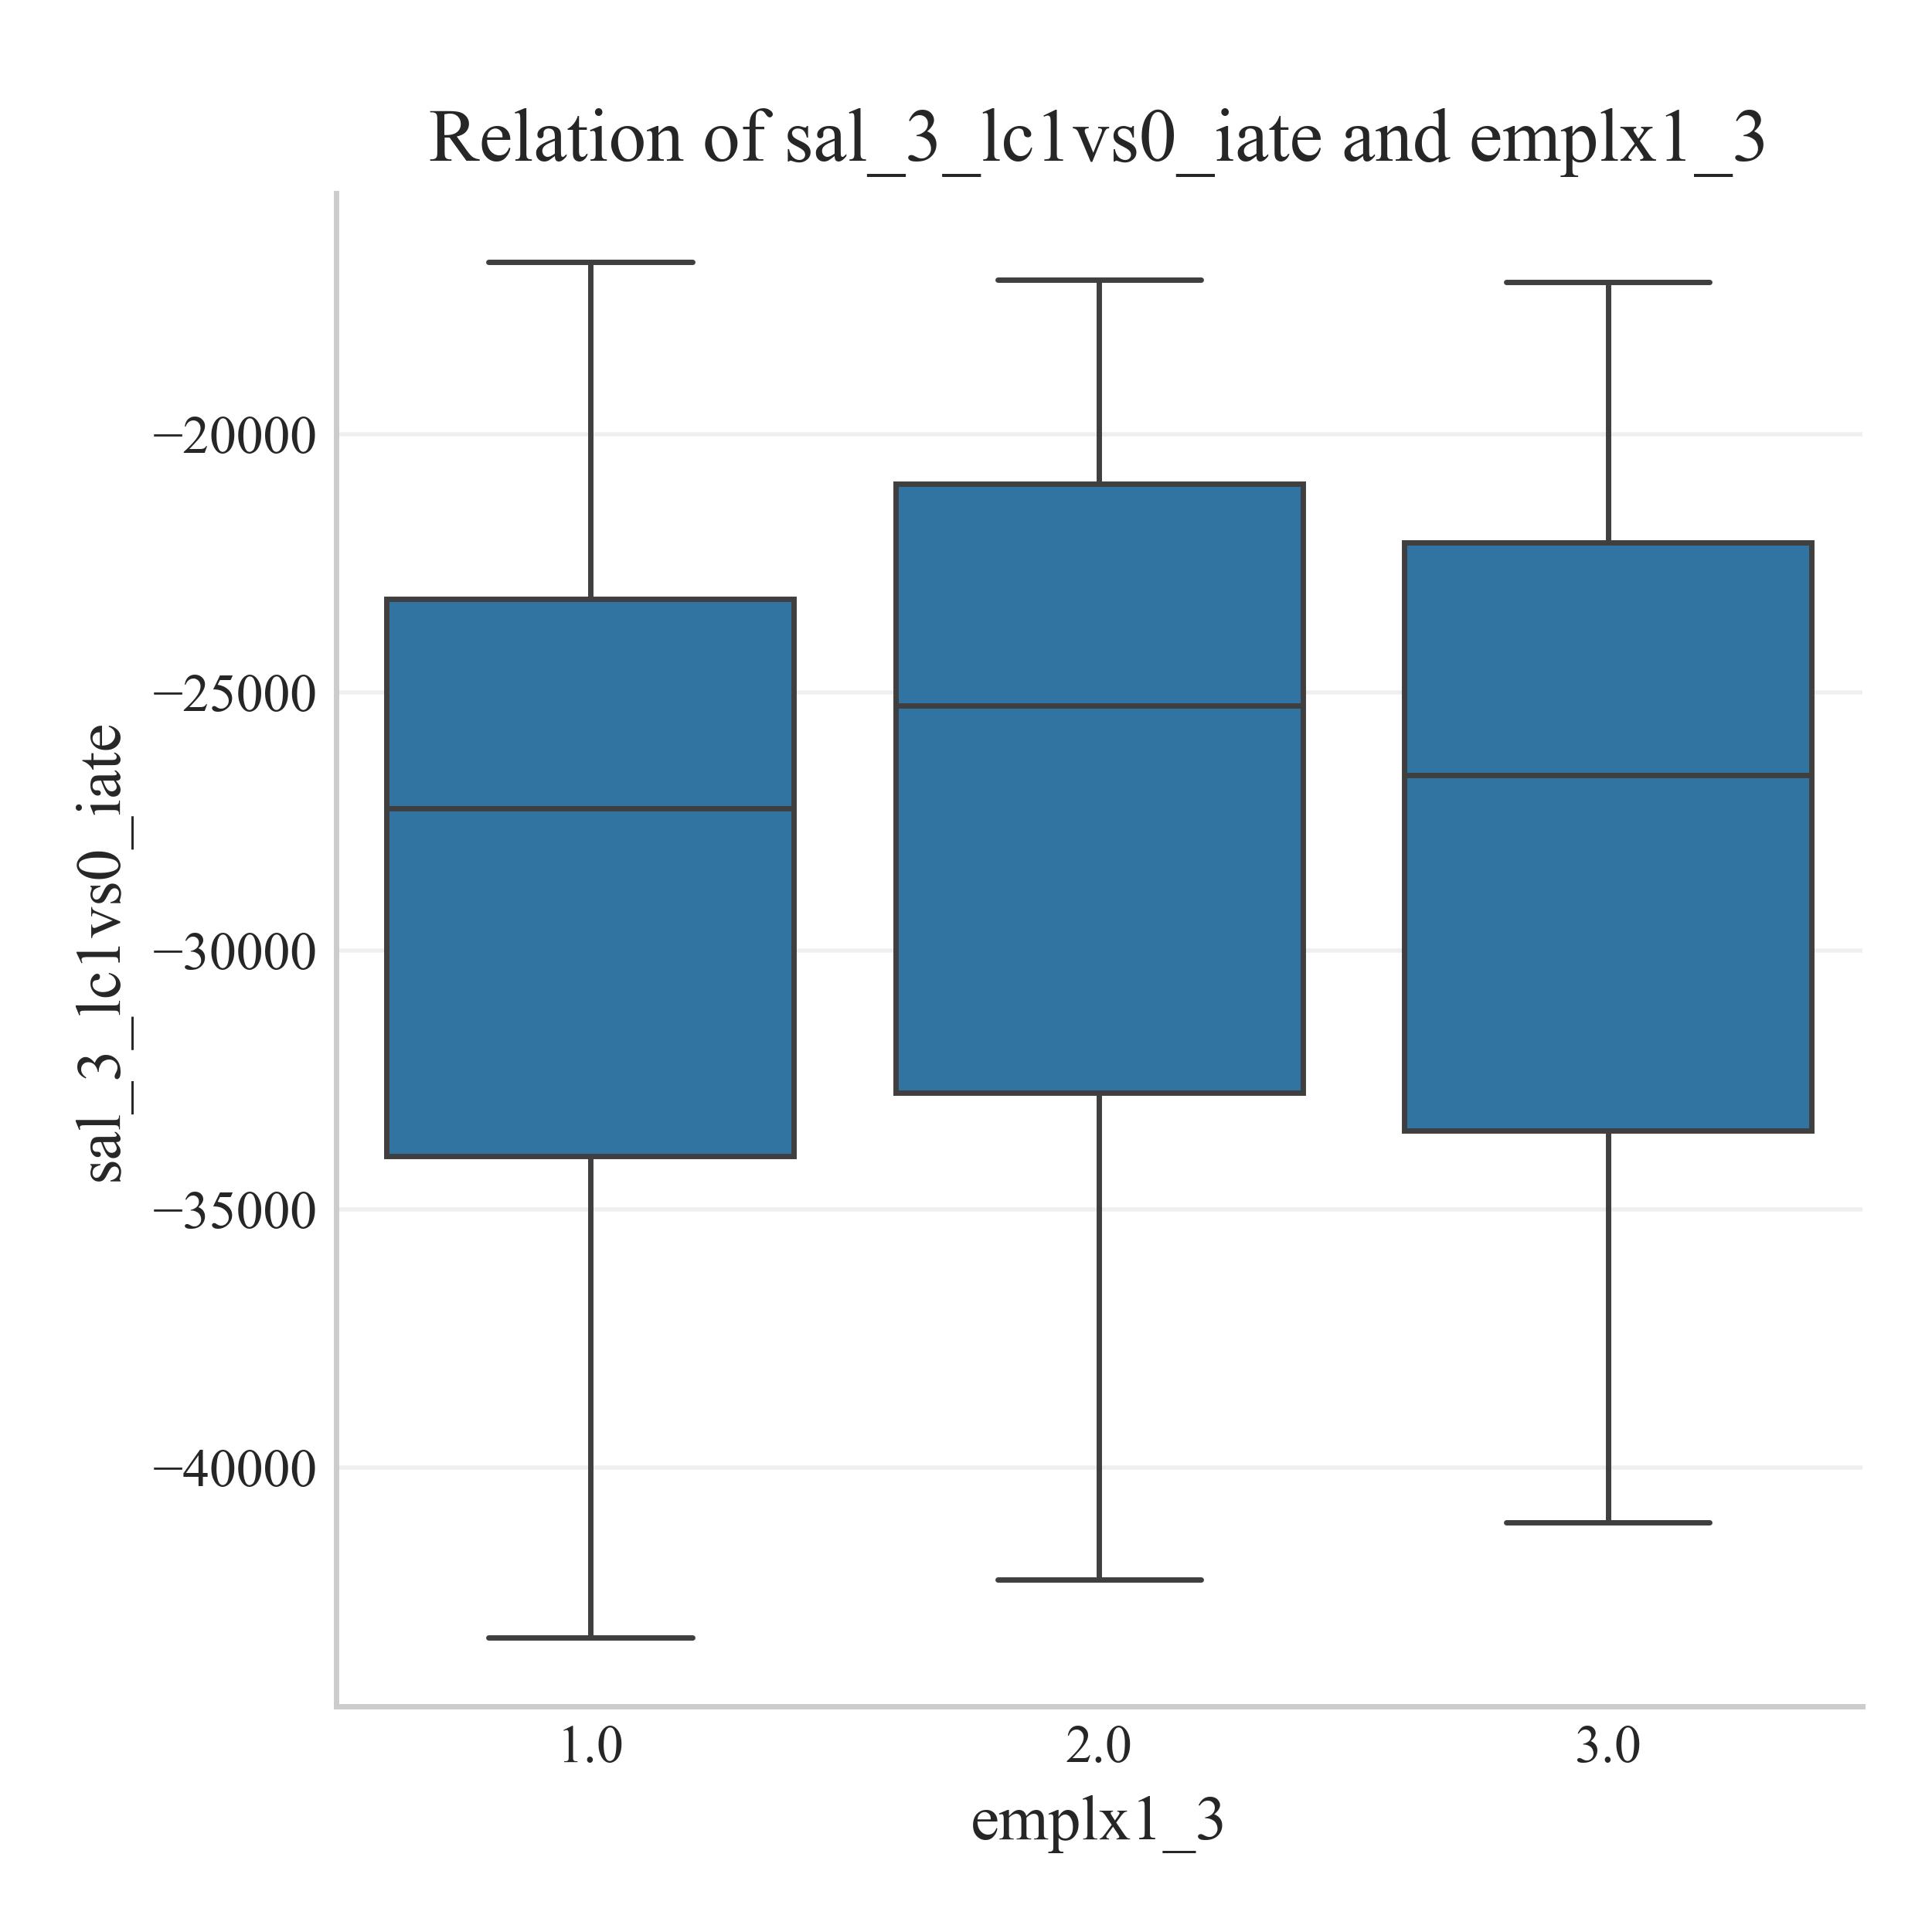 Relation of sal_3_lc1vs0_iate and emplx1_3
sal_3_lc1vs0_iate
−20000
−25000
−30000
−35000
−40000
1.0
2.0
3.0
emplx1_3